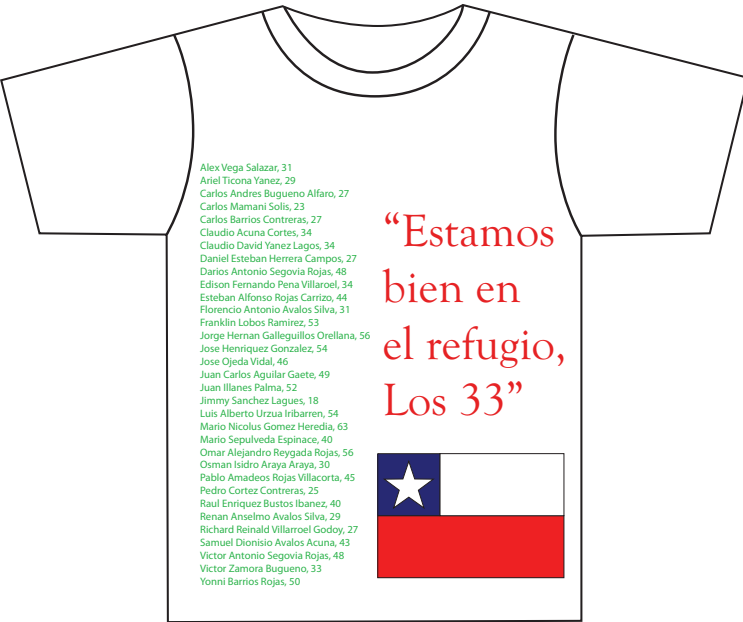 Alex Vega Salazar, 31
Ariel Ticona Yanez, 29
Carlos Andres Bugueno Alfaro, 27
Carlos Mamani Solis, 23
Carlos Barrios Contreras, 27
Claudio Acuna Cortes, 34
Claudio David Yanez Lagos, 34
Daniel Esteban Herrera Campos, 27
Darios Antonio Segovia Rojas, 48
Edison Fernando Pena Villaroel, 34
Esteban Alfonso Rojas Carrizo, 44
Florencio Antonio Avalos Silva, 31
Franklin Lobos Ramirez, 53
Jorge Hernan Galleguillos Orellana, 56
Jose Henriquez Gonzalez, 54
Jose Ojeda Vidal, 46
Juan Carlos Aguilar Gaete, 49
Juan Illanes Palma, 52
Jimmy Sanchez Lagues, 18
Luis Alberto Urzua Iribarren, 54
Mario Nicolus Gomez Heredia, 63
Mario Sepulveda Espinace, 40
Omar Alejandro Reygada Rojas, 56
Osman Isidro Araya Araya, 30
Pablo Amadeos Rojas Villacorta, 45
Pedro Cortez Contreras, 25
Raul Enriquez Bustos Ibanez, 40
Renan Anselmo Avalos Silva, 29
Richard Reinald Villarroel Godoy, 27
Samuel Dionisio Avalos Acuna, 43
Victor Antonio Segovia Rojas, 48
Victor Zamora Bugueno, 33
Yonni Barrios Rojas, 50
“Estamos
bien en
el refugio,
Los 33”